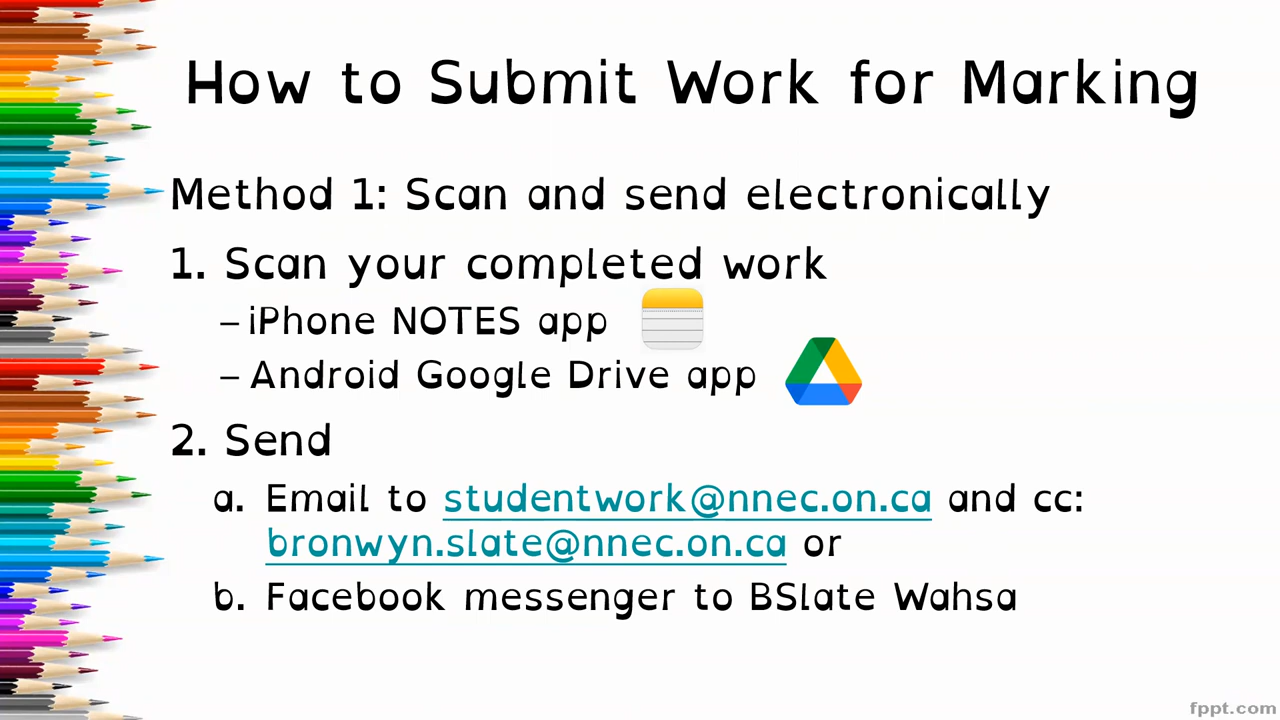 How to Submit Work for Marking
Method 1: Scan and send electronically
1. Scan your completed work
– iPhone NOTES app
– Android Google Drive app
2. Send
a. Email to studentwork@nnec.on.ca and cc:
bronwyn.slate@nnec.on.ca or
b. Facebook messenger to BSlate Wahsa
fppt.com